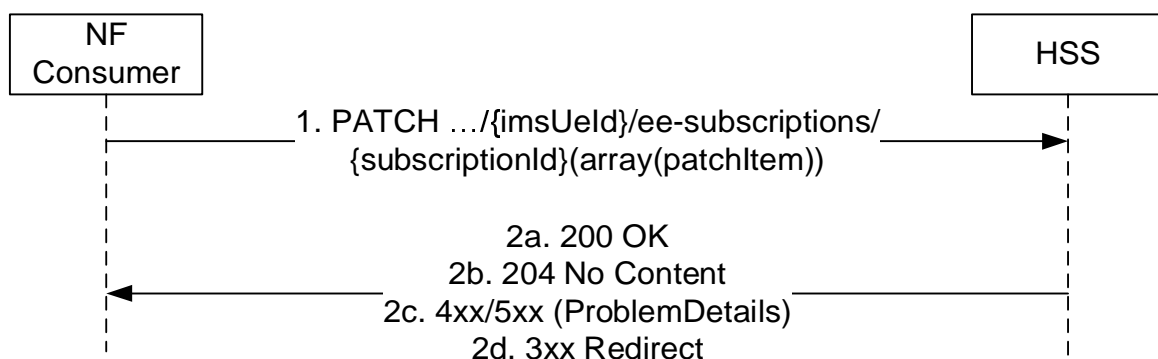 NF
Consumer
HSS
1. PATCH …/{imsUeId}/ee-subscriptions/
{subscriptionId}(array(patchItem))
2a. 200 OK
2b. 204 No Content
2c. 4xx/5xx (ProblemDetails)
2d. 3xx Redirect